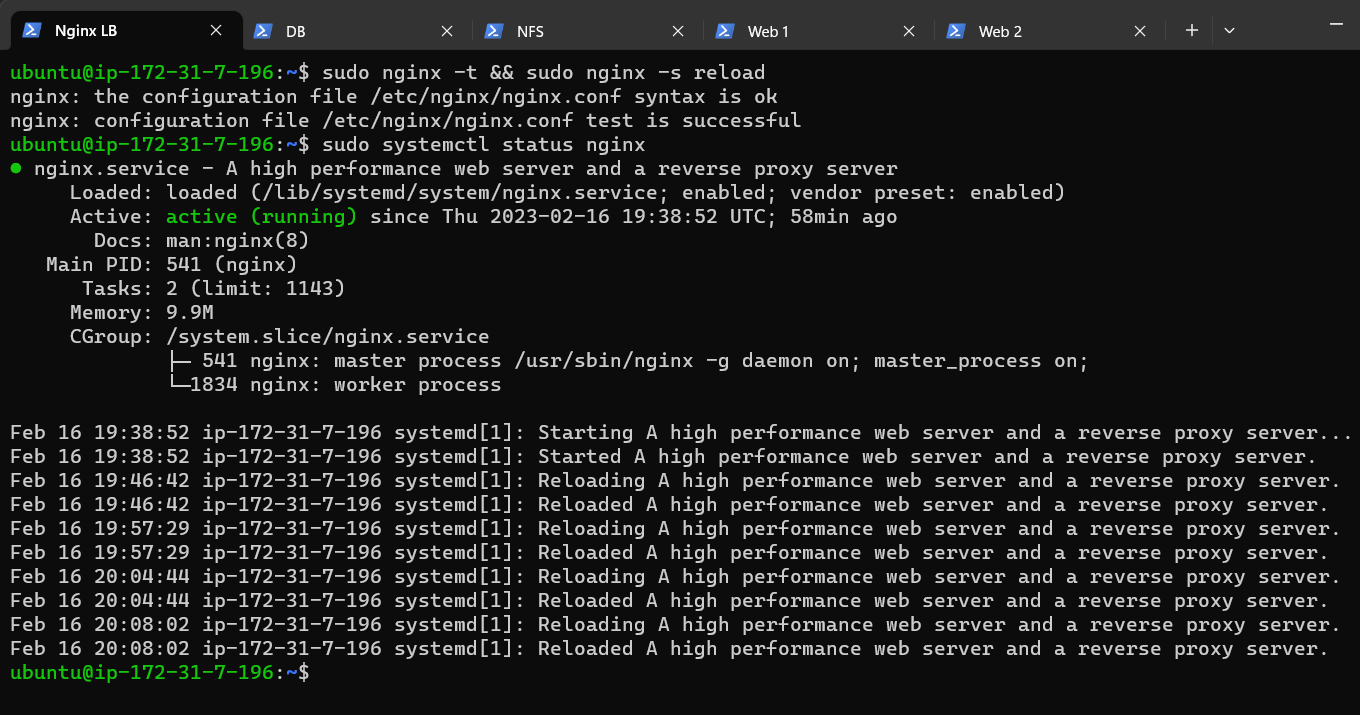 Nginx LB DB NFS Web 1 Web 2
ubuntu@ip-172-31-7-196:~$ sudo nginx -t && sudo nginx -s reload
nginx: the configuration file /etc/nginx/nginx.conf syntax is ok
nginx: configuration file /etc/nginx/nginx.conf test is successful
ubuntu@ip-172-31-7-196:~$ sudo systemctl status nginx
● nginx.service - A high performance web server and a reverse proxy server
     Loaded: loaded (/lib/systemd/system/nginx.service; enabled; vendor preset: enabled)
     Active: active (running) since Thu 2023-02-16 19:38:52 UTC; 58min ago
       Docs: man:nginx(8)
   Main PID: 541 (nginx)
      Tasks: 2 (limit: 1143)
     Memory: 9.9M
     CGroup: /system.slice/nginx.service
             ├─ 541 nginx: master process /usr/sbin/nginx -g daemon on; master_process on;
             └─1834 nginx: worker process
Feb 16 19:38:52 ip-172-31-7-196 systemd[1]: Starting A high performance web server and a reverse proxy server...
Feb 16 19:38:52 ip-172-31-7-196 systemd[1]: Started A high performance web server and a reverse proxy server.
Feb 16 19:46:42 ip-172-31-7-196 systemd[1]: Reloading A high performance web server and a reverse proxy server.
Feb 16 19:46:42 ip-172-31-7-196 systemd[1]: Reloaded A high performance web server and a reverse proxy server.
Feb 16 19:57:29 ip-172-31-7-196 systemd[1]: Reloading A high performance web server and a reverse proxy server.
Feb 16 19:57:29 ip-172-31-7-196 systemd[1]: Reloaded A high performance web server and a reverse proxy server.
Feb 16 20:04:44 ip-172-31-7-196 systemd[1]: Reloading A high performance web server and a reverse proxy server.
Feb 16 20:04:44 ip-172-31-7-196 systemd[1]: Reloaded A high performance web server and a reverse proxy server.
Feb 16 20:08:02 ip-172-31-7-196 systemd[1]: Reloading A high performance web server and a reverse proxy server.
Feb 16 20:08:02 ip-172-31-7-196 systemd[1]: Reloaded A high performance web server and a reverse proxy server.
ubuntu@ip-172-31-7-196:~$